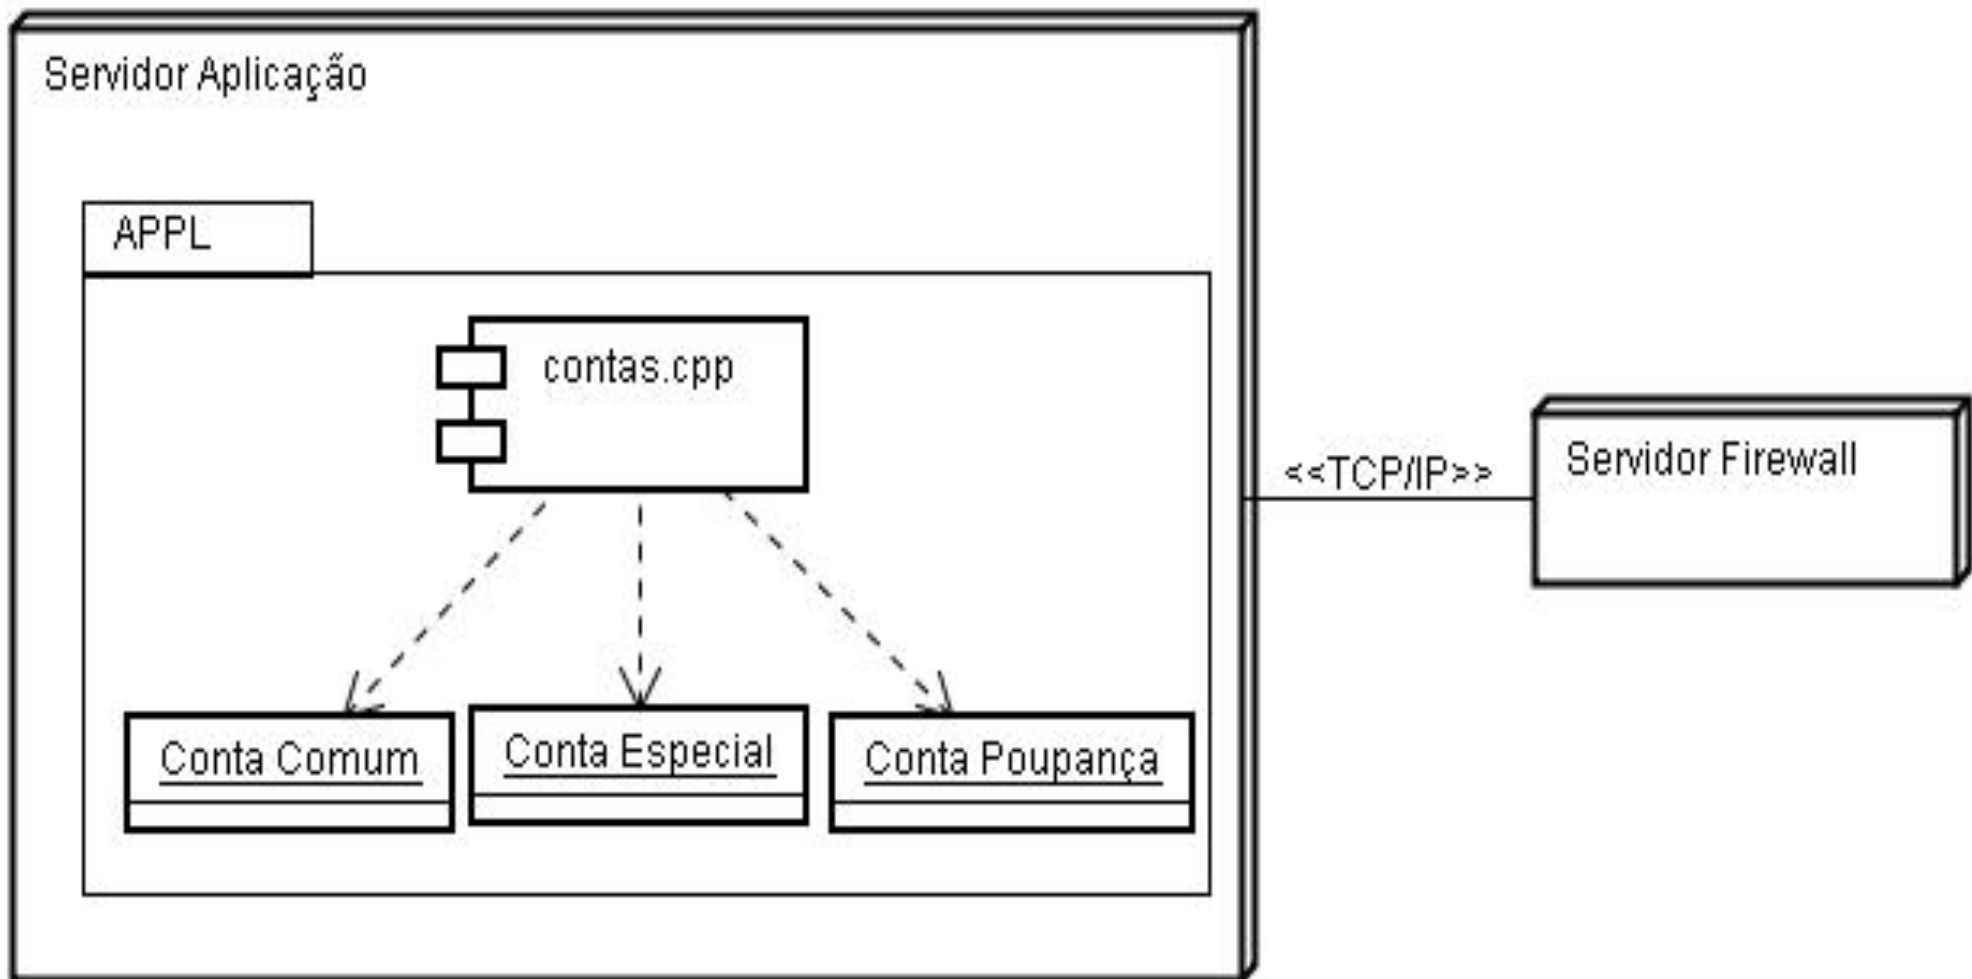 Servidor Aplicação
APPL
contas.cpp
<<TCP/IP>>
Servidor Firewall
Conta Comum
Conta Especial
Conta Poupança